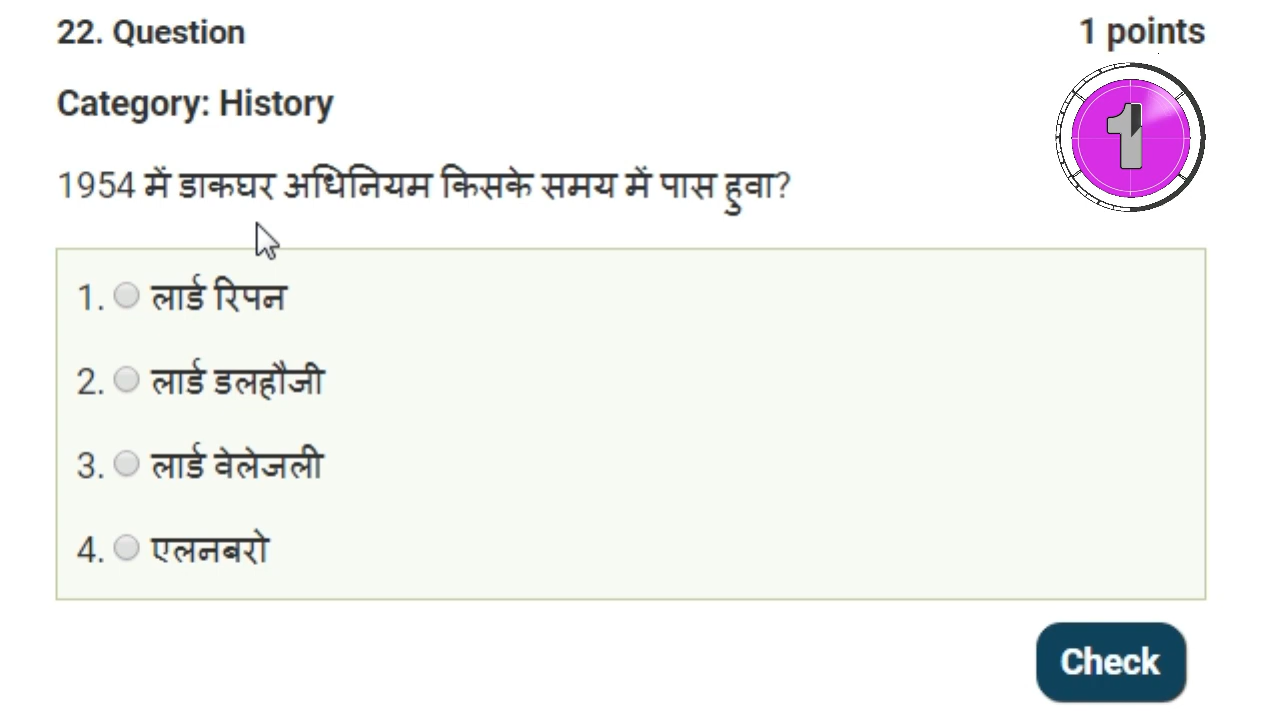 22. Question
1 points
Category: History
1
1954 में डाकघर अधिनियम किसके समय में पास हुवा?
1. लार्ड रिपन
2. लार्ड डलहौजी
3. लार्ड वेलेजली
4. एलनबरो
Check